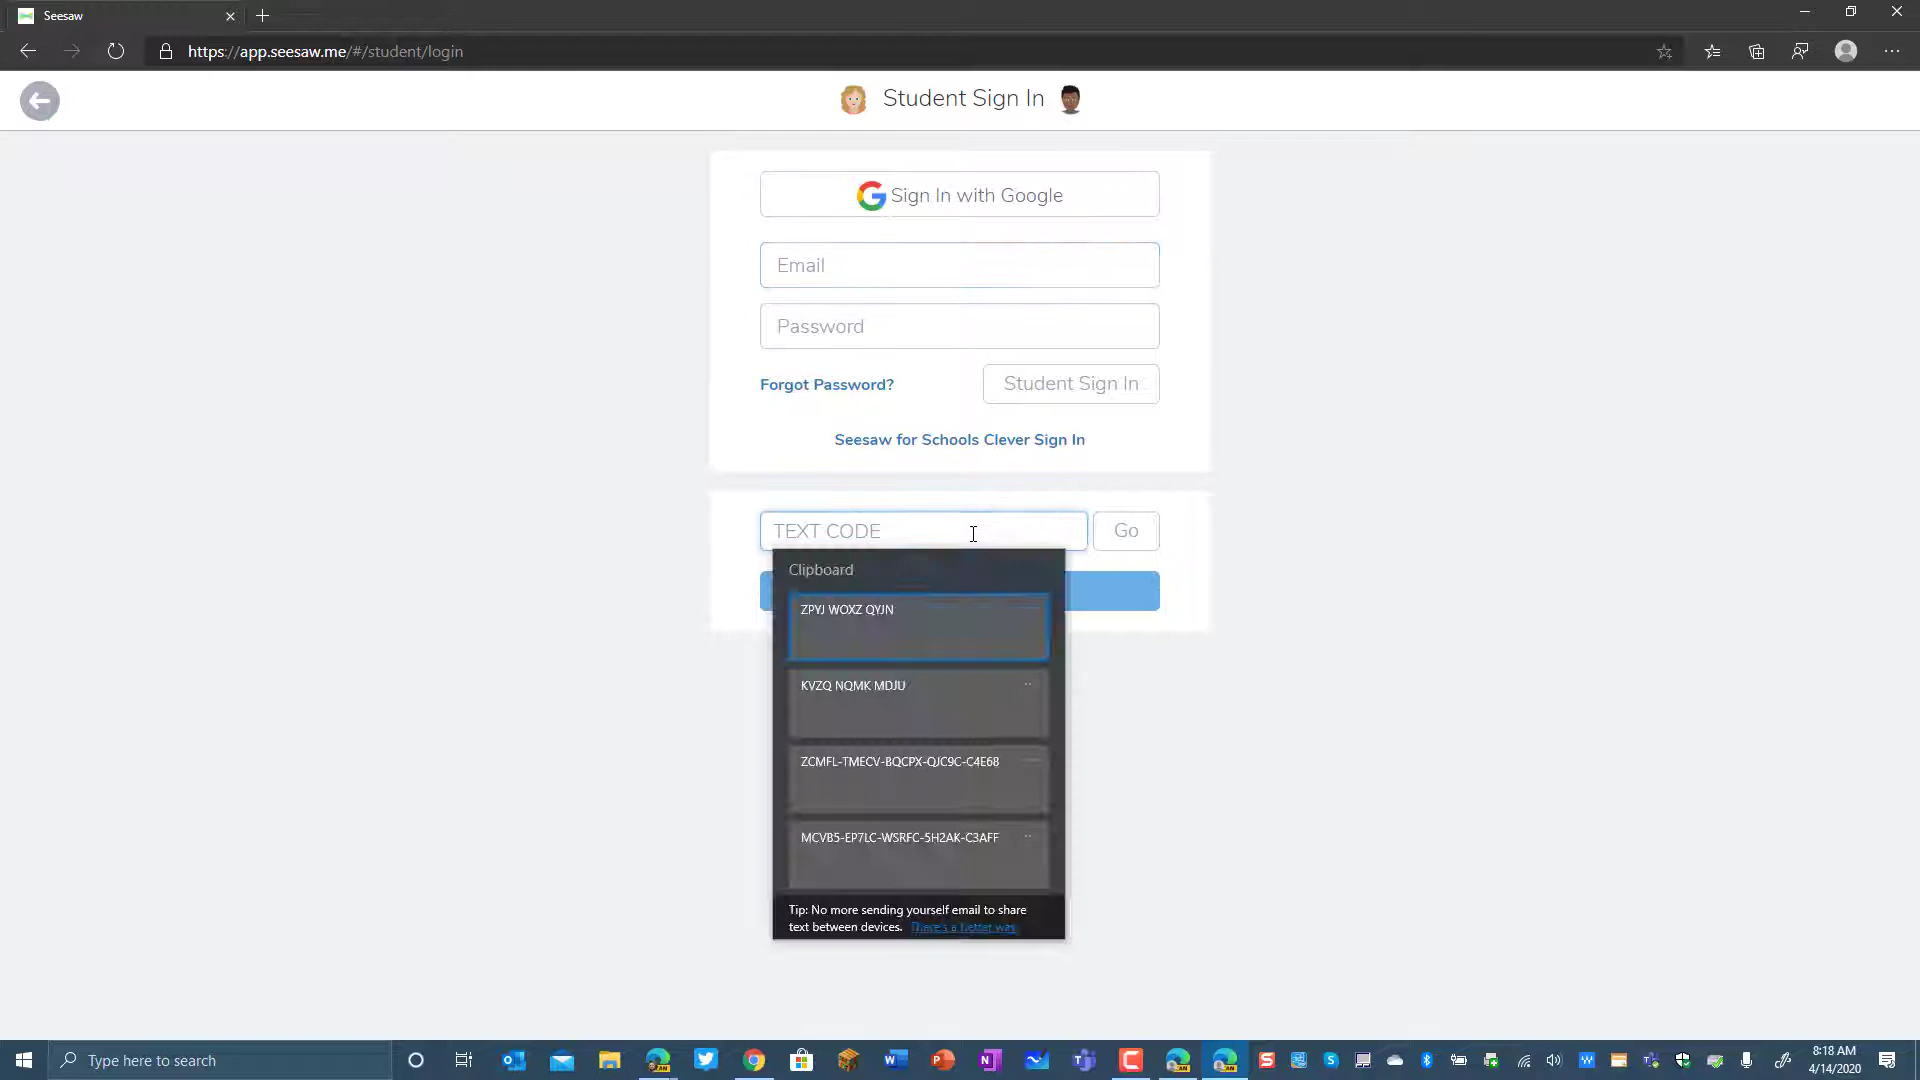 Seesaw
https://app.seesaw.me/#/student/login
Student Sign In
Sign In with Google
Email
Password
Forgot Password?
Student Sign In
Seesaw for Schools Clever Sign In
TEXT CODE
Go
Clipboard
ZPYJ WOXZ QYJN
KVZQ NQMK MDJU
ZCMFL-TMECV-BQCPX-QJC9C-C4E68
MCVB5-EP7LC-WSRFC-5H2AK-C3AFF
Tip: No more sending yourself email to share
text between devices. There's a better way
Type here to search
8:18 AM
4/14/2020